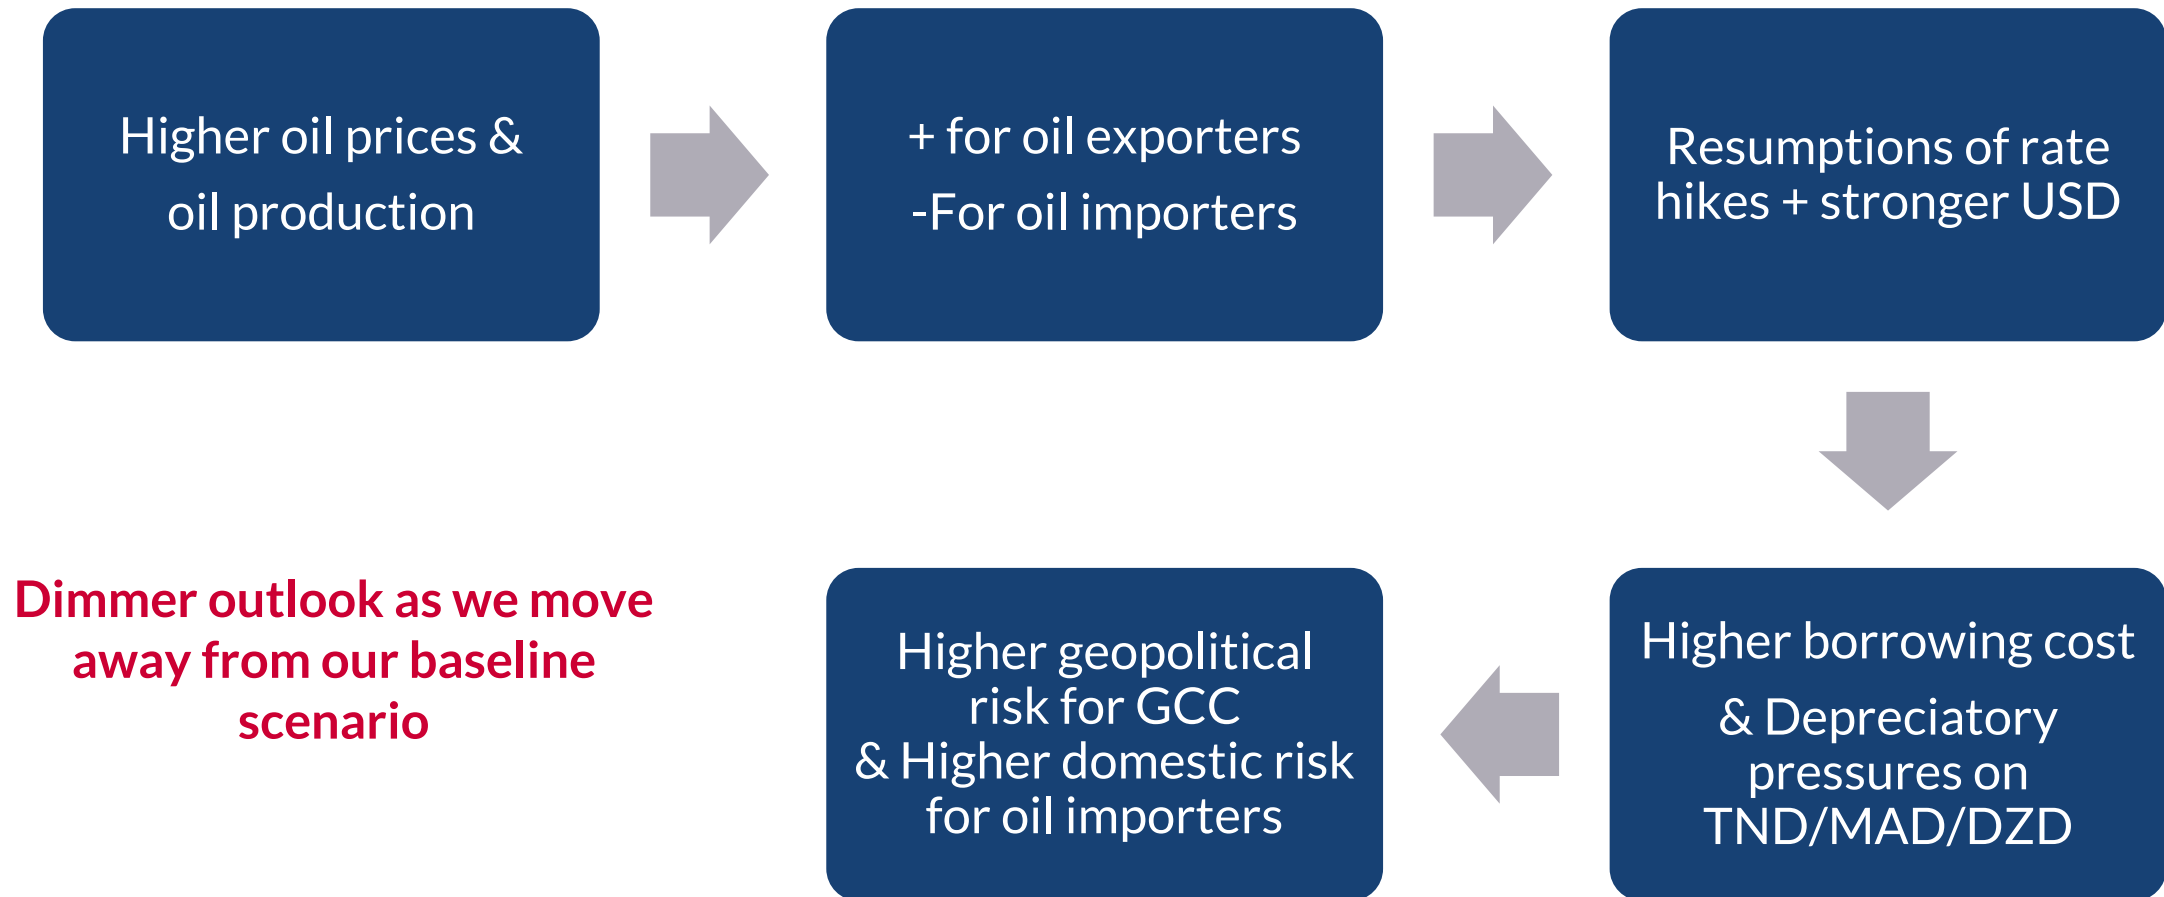 Higher oil prices &
oil production
+ for oil exporters
-For oil importers
Resumptions of rate
hikes + stronger USD
Higher borrowing cost
& Depreciatory
pressures on
TND/MAD/DZD
Higher geopolitical
risk for GCC
& Higher domestic risk
for oil importers
Dimmer outlook as we move
away from our baseline
scenario